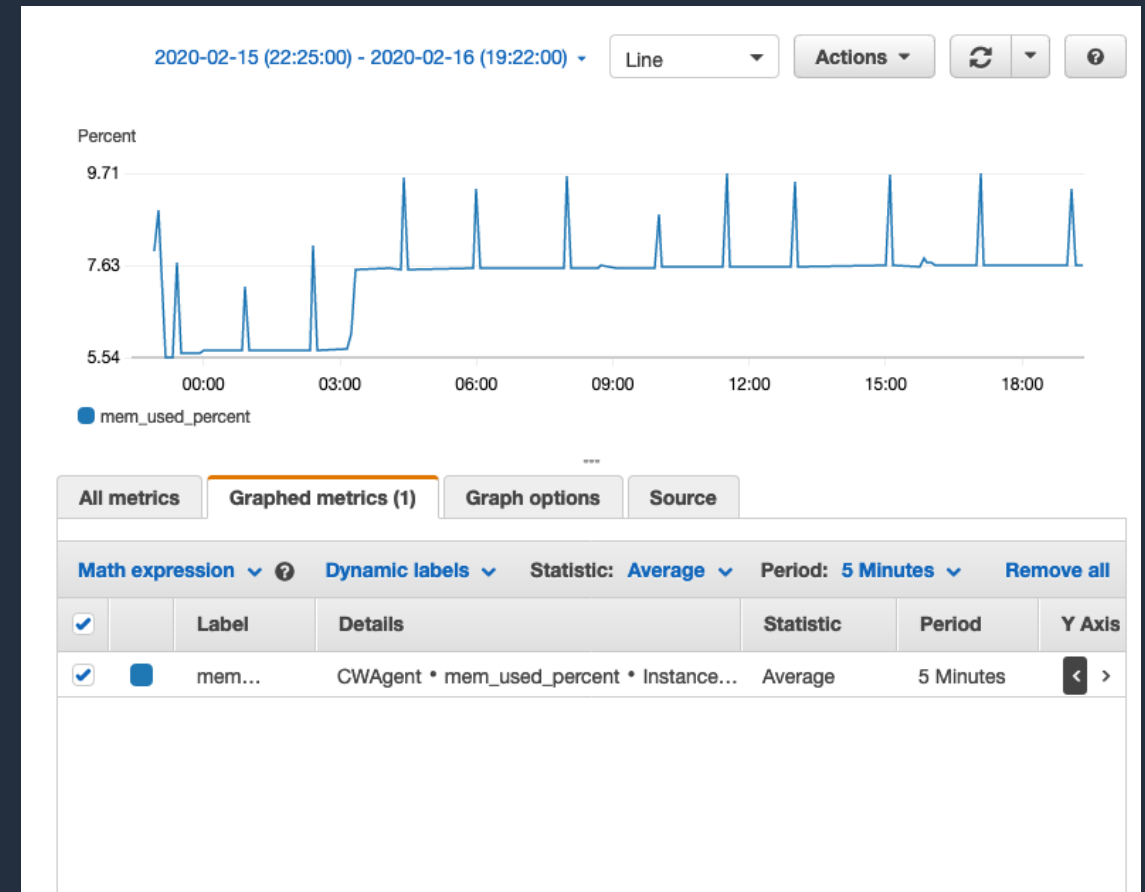 2020-02-15 (22:25:00) - 2020-02-16 (19:22:00)
Line
Actions
Percent
9.71
7.63
5.54
00:00 03:00 06:00 09:00 12:00 15:00 18:00
mem_used_percent
All metrics Graphed metrics (1) Graph options Source
Math expression Dynamic labels Statistic: Average Period: 5 Minutes Remove all
Label Details Statistic Period Y Axis
mem... CWAgent • mem_used_percent • Instance... Average 5 Minutes < >